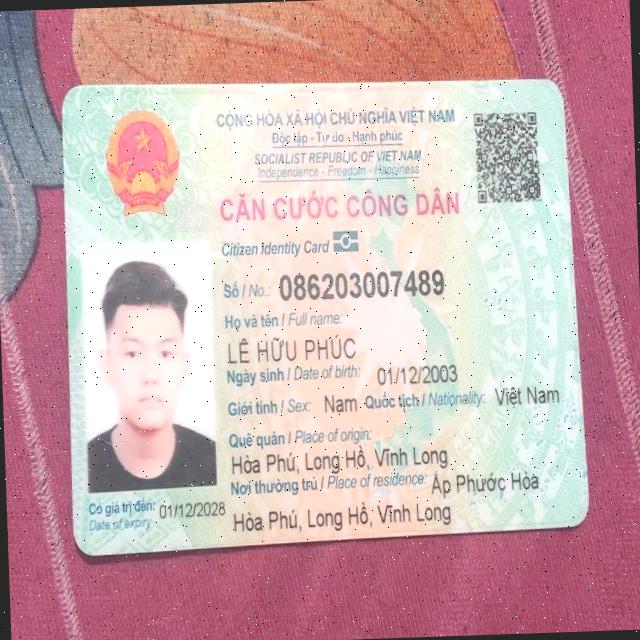 CỘNG HÒA XÃ HỘI CHỦ NGHĨA VIỆT NAM
Độc lập - Tự do - Hạnh phúc
SOCIALIST REPUBLIC OF VIET NAM
Independence - Freedom - Happiness
CĂN CƯỚC CÔNG DÂN
Citizen Identity Card
Số / No.: 086203007489
Họ và tên / Full name:
LÊ HỮU PHÚC
Ngày sinh / Date of birth: 01/12/2003
Giới tính / Sex: Nam Quốc tịch / Nationality: Việt Nam
Quê quán / Place of origin:
Hòa Phú, Long Hồ, Vĩnh Long
Nơi thường trú / Place of residence: Ấp Phước Hòa
Hòa Phú, Long Hồ, Vĩnh Long
Có giá trị đến: 01/12/2028
Date of expiry